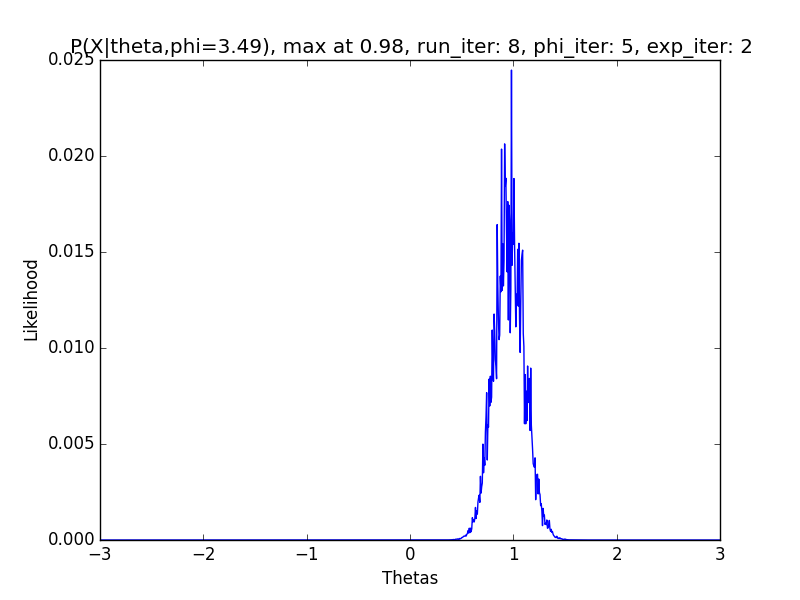 P(X|theta,phi=3.49), max at 0.98, run_iter: 8, phi_iter: 5, exp_iter: 2
0.025
0.020
0.015
0.010
0.005
0.000
Likelihood
−3 −2 −1 0 1 2 3
Thetas